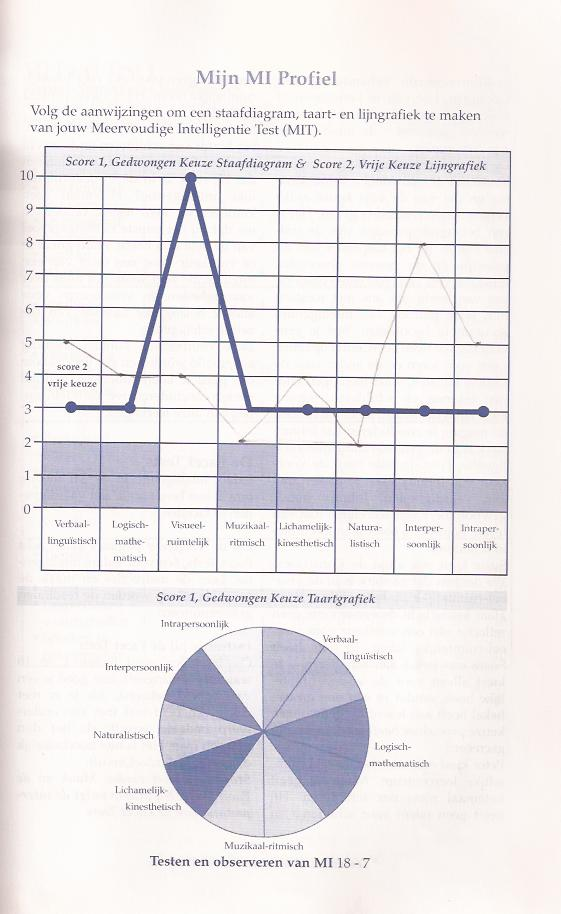 Mijn MI Profiel
Volg de aanwijzingen om een staafdiagram, taart- en lijngrafiek te maken
van jouw Meervoudige Intelligentie Test (MIT).
Score 1, Gedwongen Keuze Staafdiagram & Score 2, Vrije Keuze Lijngrafiek
10
9
8
7
6
5
4
3
2
1
0
score 2
vrije keuze
Verbaal-
linguïstisch
Logisch-
mathe-
matisch
Visueel-
ruimtelijk
Muzikaal-
ritmisch
Lichamelijk-
kinesthetisch
Natura-
listisch
Interper-
soonlijk
Intraper-
soonlijk
Score 1, Gedwongen Keuze Taartgrafiek
Intrapersoonlijk
Verbaal-
linguïstisch
Interpersoonlijk
Naturalistisch
Logisch-
mathematisch
Lichamelijk-
kinesthetisch
Muzikaal-ritmisch
Testen en observeren van MI 18 - 7